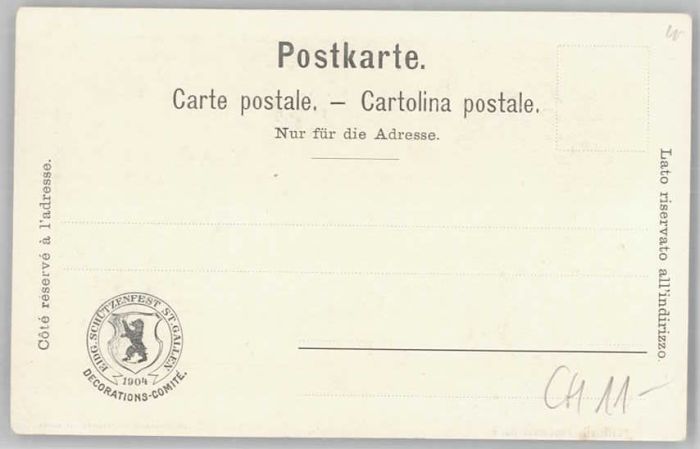 Postkarte.
Carte postale. – Cartolina postale.
Nur für die Adresse.
Côté réservé à l'adresse.
Lato riservato all'indirizzo.
EIDG. SCHÜTZENFEST ST. GALLEN
1904
DECORATIONS-COMITÉ.
CH 11-